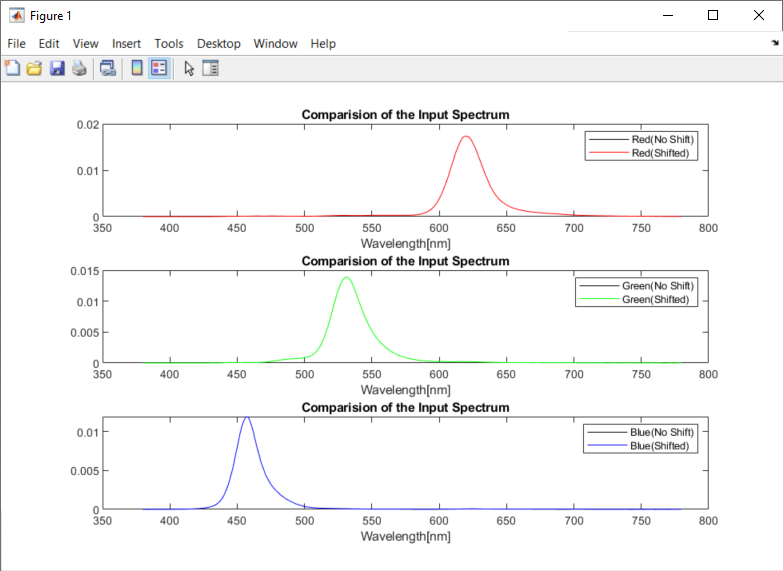 Figure 1
File Edit View Insert Tools Desktop Window Help
Comparision of the Input Spectrum
0.02
0.01
0
Red(No Shift)
Red(Shifted)
350 400 450 500 550 600 650 700 750 800
Wavelength[nm]
Comparision of the Input Spectrum
0.015
0.01
0.005
0
Green(No Shift)
Green(Shifted)
350 400 450 500 550 600 650 700 750 800
Wavelength[nm]
Comparision of the Input Spectrum
0.01
0.005
0
Blue(No Shift)
Blue(Shifted)
350 400 450 500 550 600 650 700 750 800
Wavelength[nm]